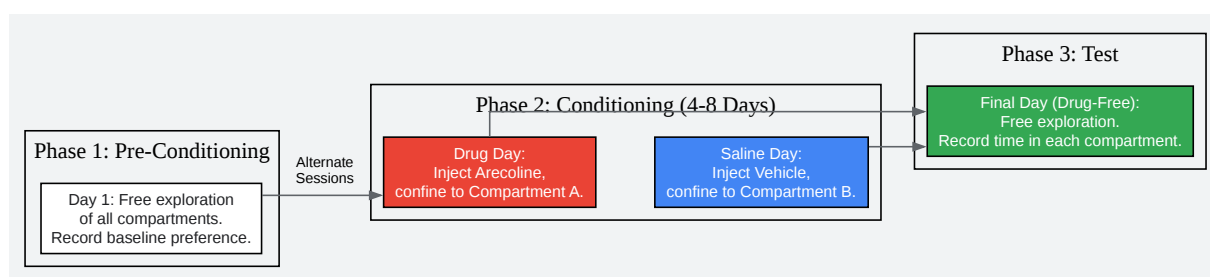 Phase 1: Pre-Conditioning
Day 1: Free exploration
of all compartments.
Record baseline preference.
Alternate
Sessions
Phase 2: Conditioning (4-8 Days)
Drug Day:
Inject Arecoline,
confine to Compartment A.
Saline Day:
Inject Vehicle,
confine to Compartment B.
Phase 3: Test
Final Day (Drug-Free):
Free exploration.
Record time in each compartment.